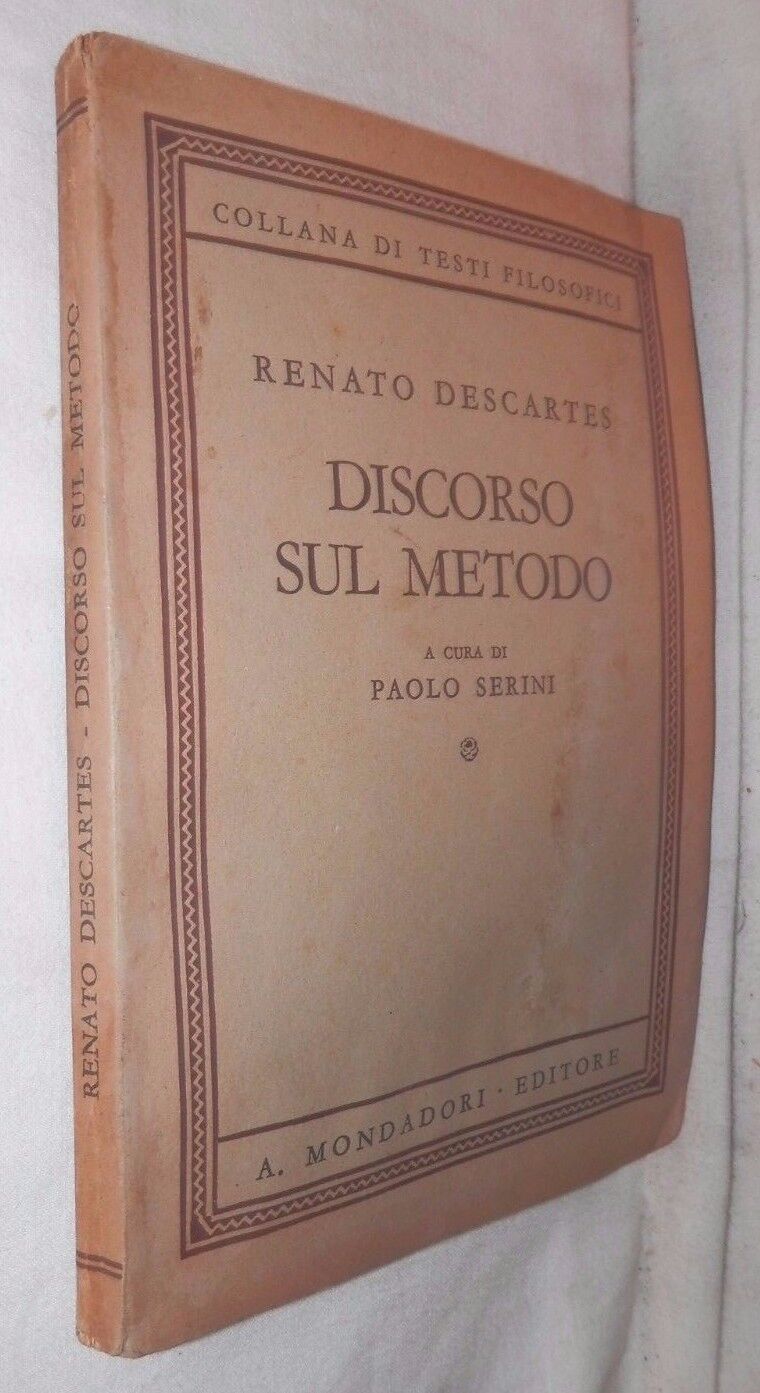 RENATO DESCARTES - DISCORSO SUL METODO
COLLANA DI TESTI FILOSOFICI
RENATO DESCARTES
DISCORSO
SUL METODO
A CURA DI
PAOLO SERINI
A. MONDADORI · EDITORE